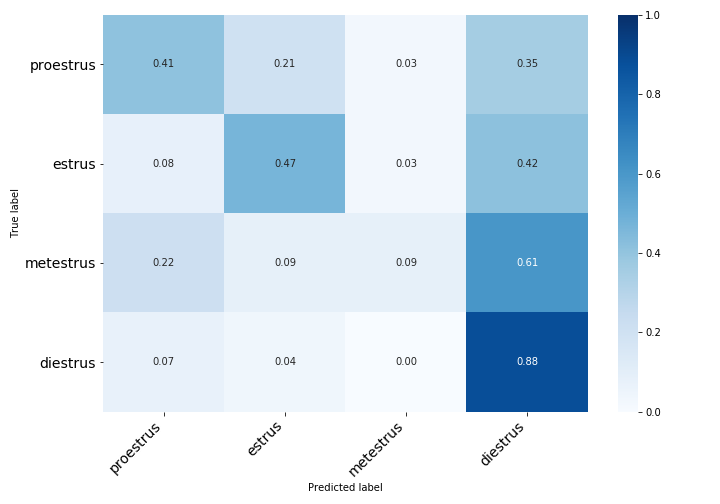 proestrus 0.41 0.21 0.03 0.35
estrus 0.08 0.47 0.03 0.42
metestrus 0.22 0.09 0.09 0.61
diestrus 0.07 0.04 0.00 0.88
proestrus estrus metestrus diestrus
True label
Predicted label
1.0
0.8
0.6
0.4
0.2
0.0